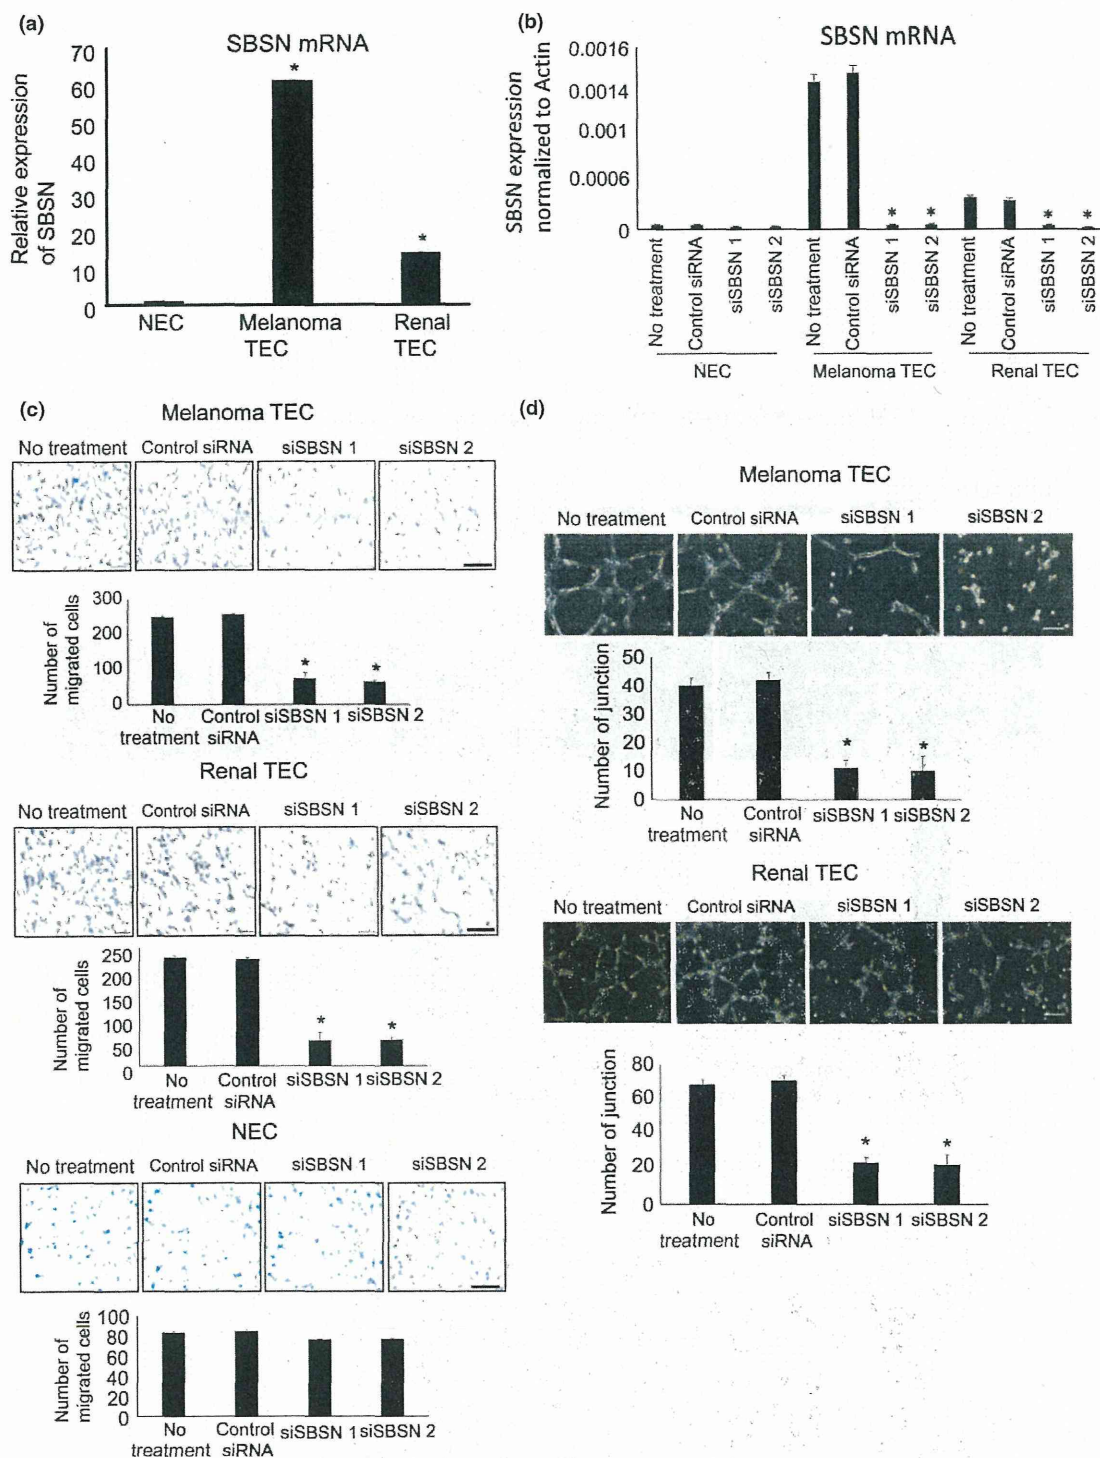 (a)
SBSN mRNA
Relative expression
of SBSN
70
60
50
40
30
20
10
0
*
*
NEC
Melanoma
TEC
Renal
TEC
(b)
SBSN mRNA
SBSN expression
normalized to Actin
0.0016
0.0014
0.001
0.0006
0
* * * *
No treatment
Control siRNA
siSBSN 1
siSBSN 2
No treatment
Control siRNA
siSBSN 1
siSBSN 2
No treatment
Control siRNA
siSBSN 1
siSBSN 2
NEC
Melanoma TEC
Renal TEC
(c)
Melanoma TEC
No treatment Control siRNA siSBSN 1 siSBSN 2
Number of
migrated cells
300
200
100
0
* *
No
treatment
Control
siRNA
siSBSN 1
siSBSN 2
Renal TEC
No treatment Control siRNA siSBSN 1 siSBSN 2
Number of
migrated cells
250
200
150
100
50
0
* *
No
treatment
Control
siRNA
siSBSN 1
siSBSN 2
NEC
No treatment Control siRNA siSBSN 1 siSBSN 2
Number of
migrated cells
100
80
60
40
20
0
No
treatment
Control
siRNA
siSBSN 1
siSBSN 2
(d)
Melanoma TEC
No treatment Control siRNA siSBSN 1 siSBSN 2
Number of junction
50
40
30
20
10
0
* *
No
treatment
Control
siRNA
siSBSN 1
siSBSN 2
Renal TEC
No treatment Control siRNA siSBSN 1 siSBSN 2
Number of junction
80
60
40
20
0
* *
No
treatment
Control
siRNA
siSBSN 1
siSBSN 2